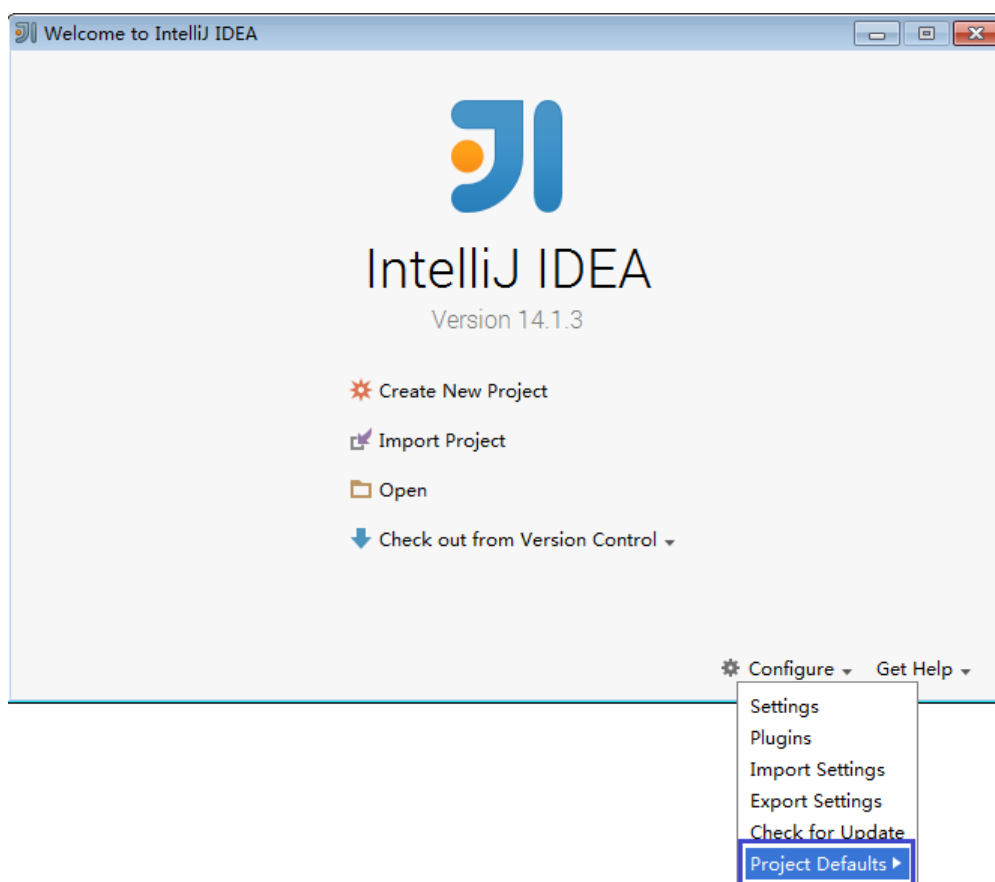 Welcome to IntelliJ IDEA
IntelliJ IDEA
Version 14.1.3
Create New Project
Import Project
Open
Check out from Version Control
Configure Get Help
Settings
Plugins
Import Settings
Export Settings
Check for Update
Project Defaults